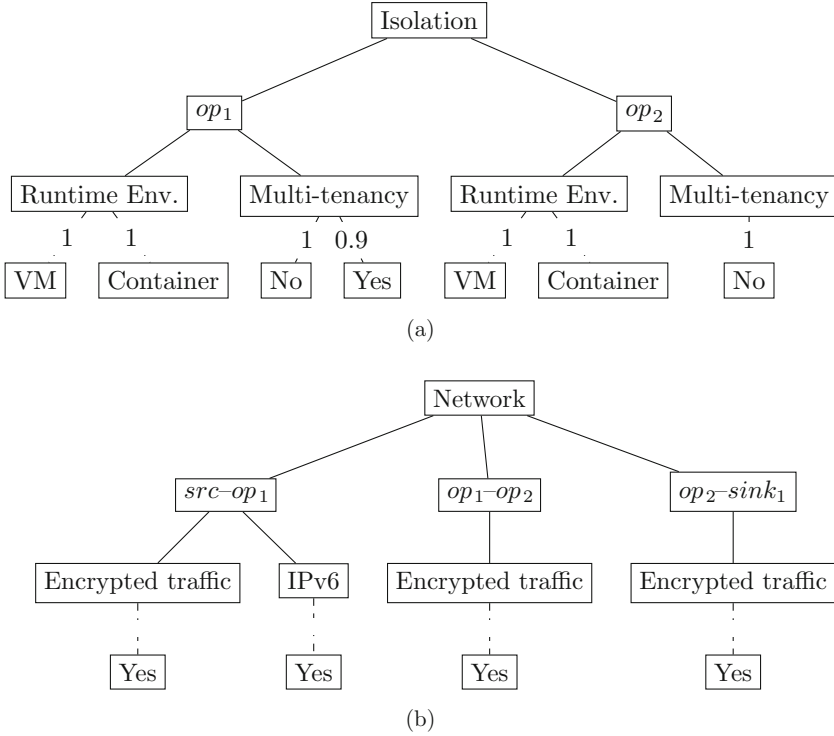 Isolation
op₁ op₂
Runtime Env. Multi-tenancy Runtime Env. Multi-tenancy
1 1 1 0.9 1 1 1
VM Container No Yes VM Container No
(a)
Network
src–op₁ op₁–op₂ op₂–sink₁
Encrypted traffic IPv6 Encrypted traffic Encrypted traffic
Yes Yes Yes Yes
(b)